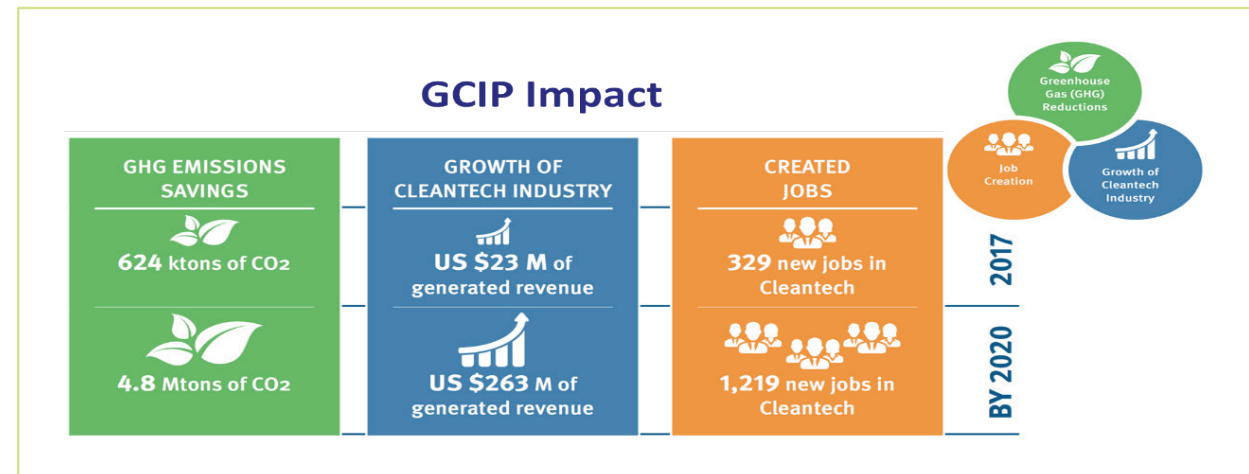 GCIP Impact
Greenhouse
Gas (GHG)
Reductions
Job
Creation
Growth of
Cleantech
Industry
GHG EMISSIONS
SAVINGS
624 ktons of CO2
4.8 Mtons of CO2
GROWTH OF
CLEANTECH INDUSTRY
US $23 M of
generated revenue
US $263 M of
generated revenue
CREATED
JOBS
329 new jobs in
Cleantech
1,219 new jobs in
Cleantech
2017
BY 2020